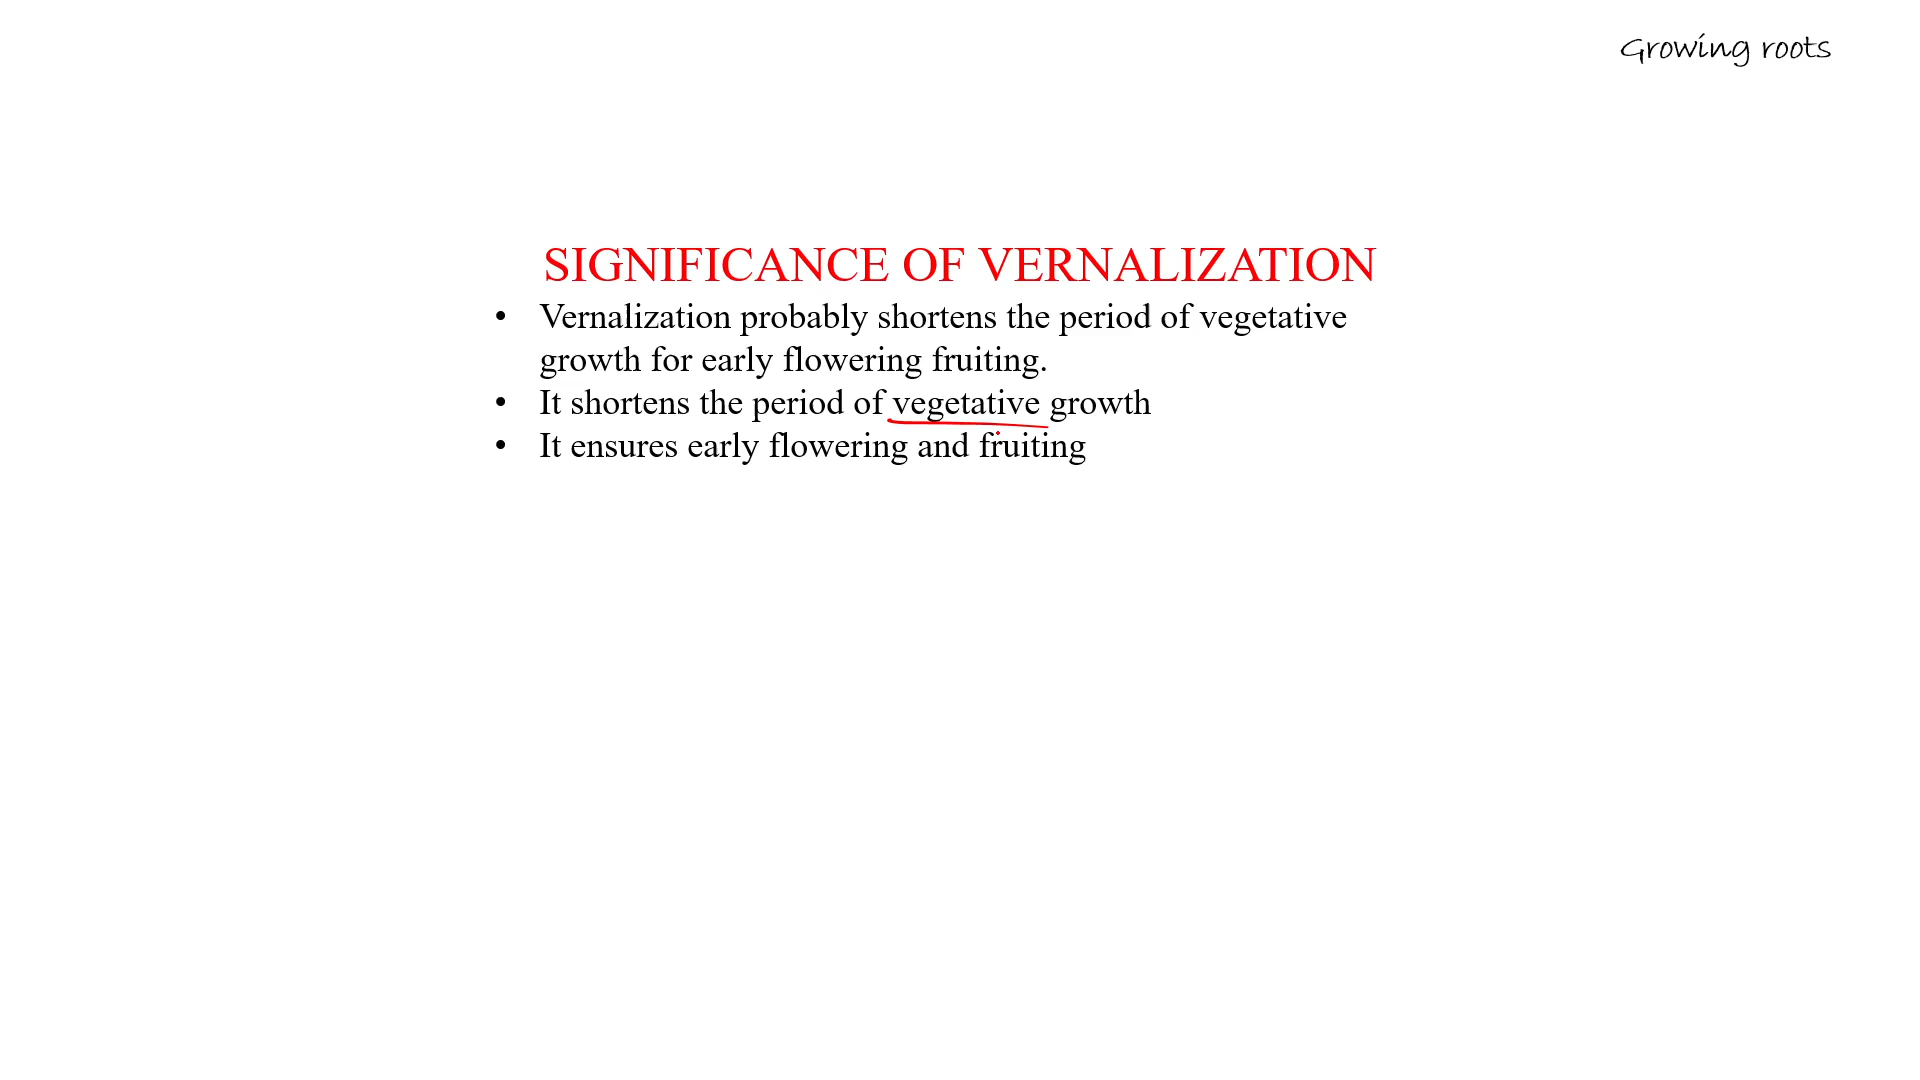 Growing roots
SIGNIFICANCE OF VERNALIZATION
• Vernalization probably shortens the period of vegetative
growth for early flowering fruiting.
• It shortens the period of vegetative growth
• It ensures early flowering and fruiting